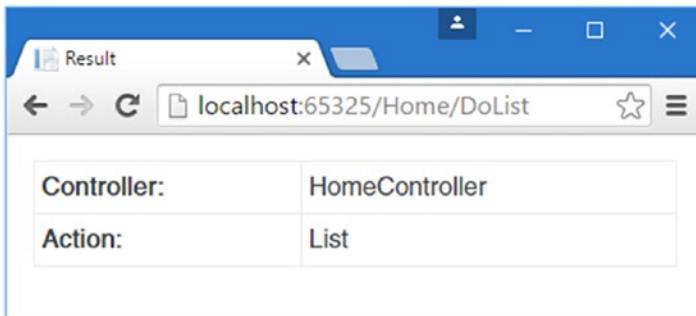 Result
localhost:65325/Home/DoList
Controller: HomeController
Action: List